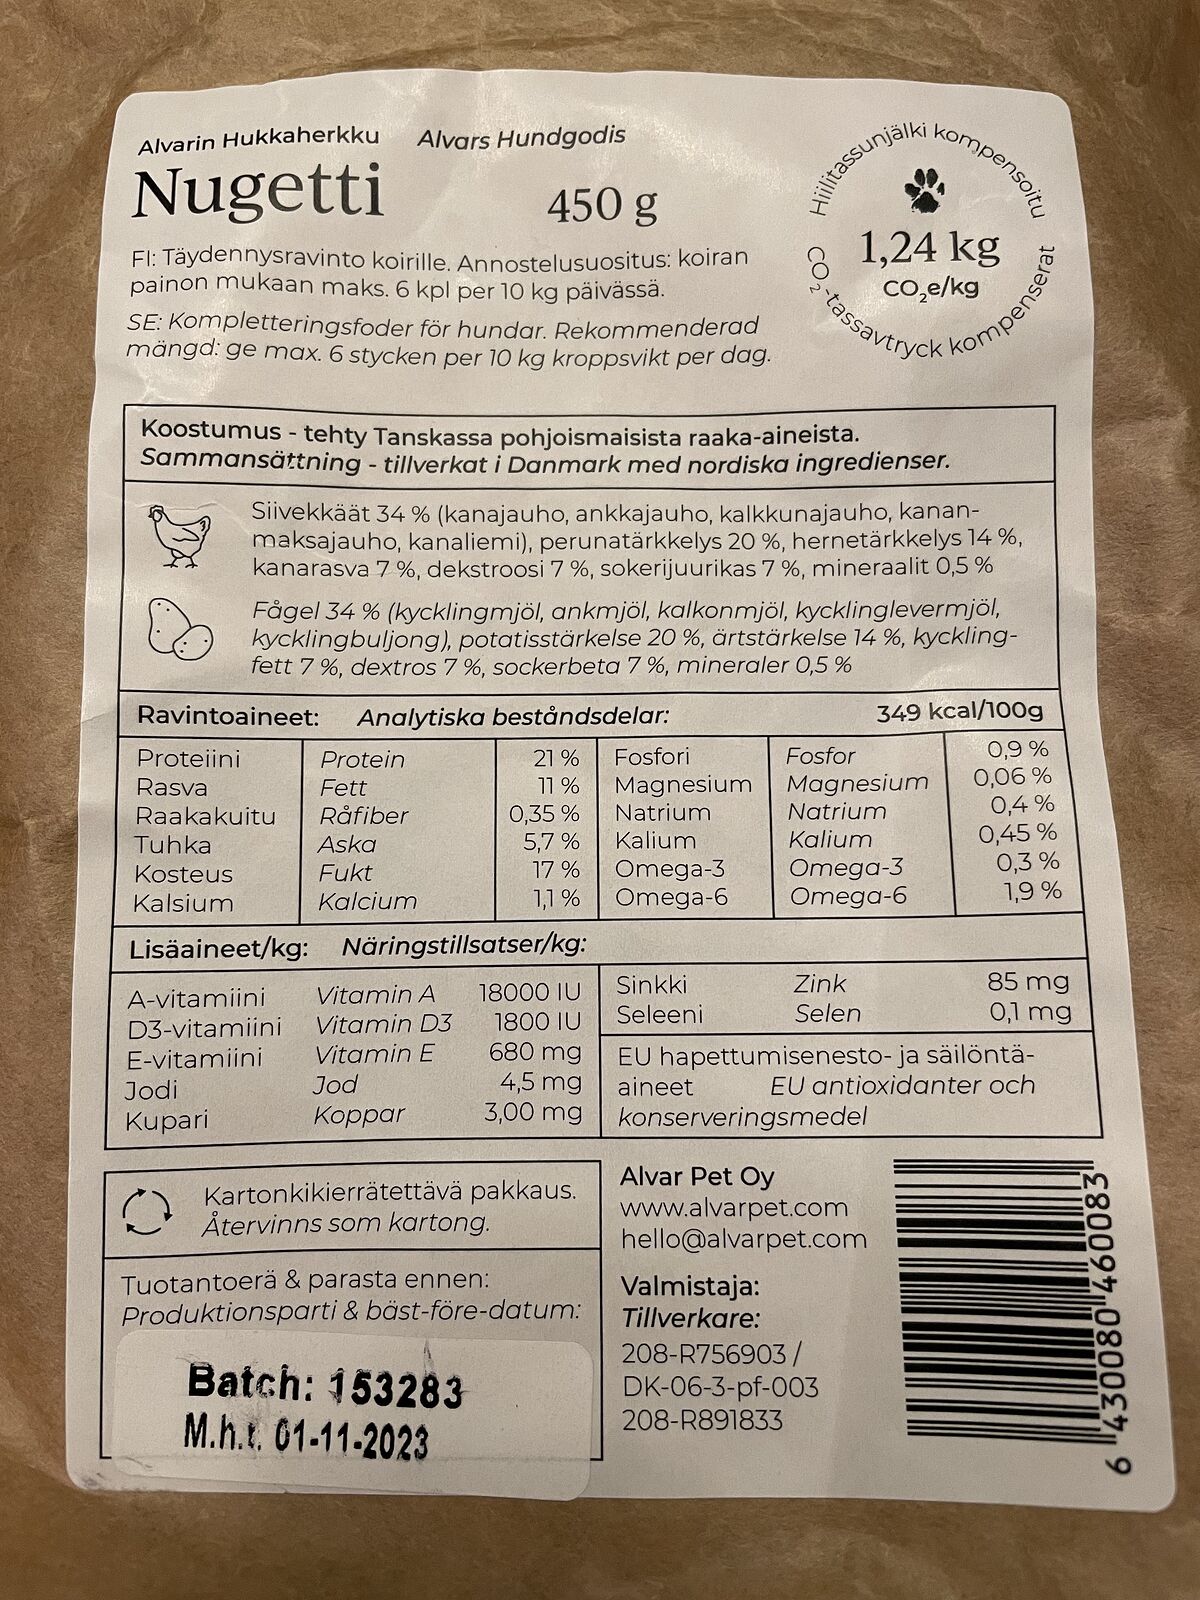 Alvarin Hukkaherkku Alvars Hundgodis
Nugetti 450 g
FI: Täydennysravinto koirille. Annostelusuositus: koiran
painon mukaan maks. 6 kpl per 10 kg päivässä.
SE: Kompletteringsfoder för hundar. Rekommenderad
mängd: ge max. 6 stycken per 10 kg kroppsvikt per dag.
Hiilitassunjälki kompensoitu
1,24 kg
CO₂e/kg
CO₂-tassavtryck kompenserat
Koostumus - tehty Tanskassa pohjoismaisista raaka-aineista.
Sammansättning - tillverkat i Danmark med nordiska ingredienser.
Siivekkäät 34 % (kanajauho, ankkajauho, kalkkunajauho, kanan-
maksajauho, kanaliemi), perunatärkkelys 20 %, hernetärkkelys 14 %,
kanarasva 7 %, dekstroosi 7 %, sokerijuurikas 7 %, mineraalit 0,5 %
Fågel 34 % (kycklingmjöl, ankmjöl, kalkonmjöl, kycklinglevermjöl,
kycklingbuljong), potatisstärkelse 20 %, ärtstärkelse 14 %, kyckling-
fett 7 %, dextros 7 %, sockerbeta 7 %, mineraler 0,5 %
Ravintoaineet: Analytiska beståndsdelar: 349 kcal/100g
Proteiini Protein 21 % Fosfori Fosfor 0,9 %
Rasva Fett 11 % Magnesium Magnesium 0,06 %
Raakakuitu Råfiber 0,35 % Natrium Natrium 0,4 %
Tuhka Aska 5,7 % Kalium Kalium 0,45 %
Kosteus Fukt 17 % Omega-3 Omega-3 0,3 %
Kalsium Kalcium 1,1 % Omega-6 Omega-6 1,9 %
Lisäaineet/kg: Näringstillsatser/kg:
A-vitamiini Vitamin A 18000 IU
D3-vitamiini Vitamin D3 1800 IU
E-vitamiini Vitamin E 680 mg
Jodi Jod 4,5 mg
Kupari Koppar 3,00 mg
Sinkki Zink 85 mg
Seleeni Selen 0,1 mg
EU hapettumisenesto- ja säilöntä-
aineet EU antioxidanter och
konserveringsmedel
Kartonkikierrätettävä pakkaus.
Återvinns som kartong.
Tuotantoerä & parasta ennen:
Produktionsparti & bäst-före-datum:
Batch: 153283
M.h.t. 01-11-2023
Alvar Pet Oy
www.alvarpet.com
hello@alvarpet.com
Valmistaja:
Tillverkare:
208-R756903 /
DK-06-3-pf-003
208-R891833
6 430080 460083